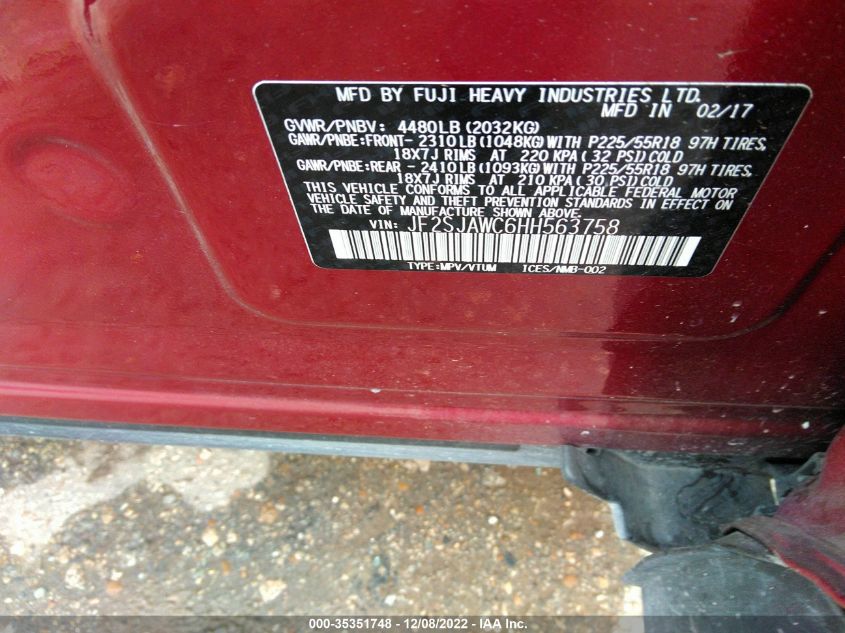 MFD BY FUJI HEAVY INDUSTRIES LTD.
MFD IN 02/17
GVWR/PNBV: 4480LB(2032KG)
GAWR/PNBE:FRONT-2310LB(1048KG)WITH P225/55R18 97H TIRES,
18X7J RIMS AT 220 KPA(32 PSI)COLD
GAWR/PNBE:REAR -2410LB(1093KG)WITH P225/55R18 97H TIRES,
18X7J RIMS AT 210 KPA(30 PSI)COLD
THIS VEHICLE CONFORMS TO ALL APPLICABLE FEDERAL MOTOR
VEHICLE SAFETY AND THEFT PREVENTION STANDARDS IN EFFECT ON
THE DATE OF MANUFACTURE SHOWN ABOVE.
VIN: JF2SJAWC6HH563758
TYPE:MPV/VTUM ICES/NMB-002
000-35351748 - 12/08/2022 - IAA Inc.